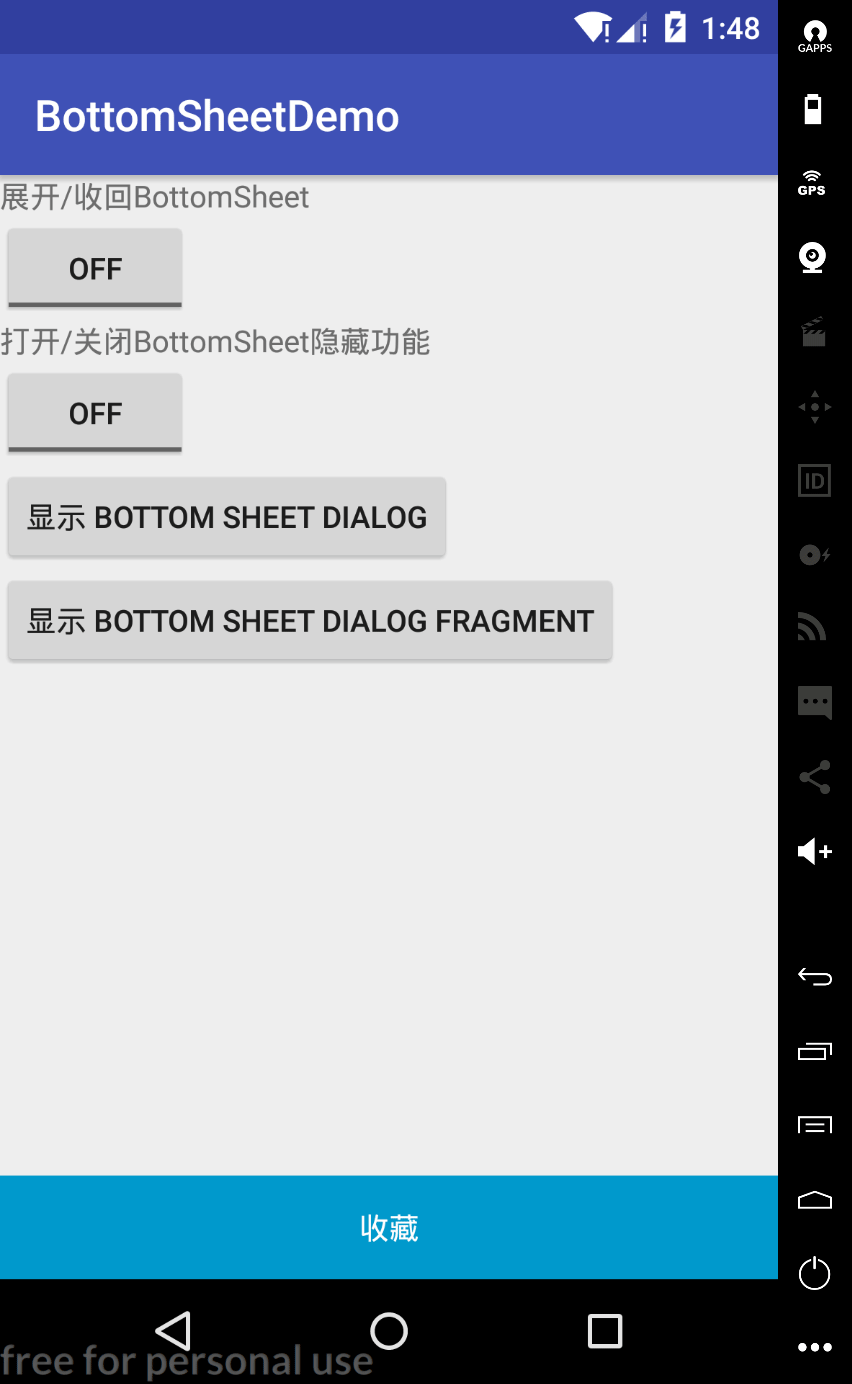 1:48
GAPPS
BottomSheetDemo
GPS
展开/收回BottomSheet
OFF
打开/关闭BottomSheet隐藏功能
OFF
ID
显示 BOTTOM SHEET DIALOG
显示 BOTTOM SHEET DIALOG FRAGMENT
收藏
free for personal use